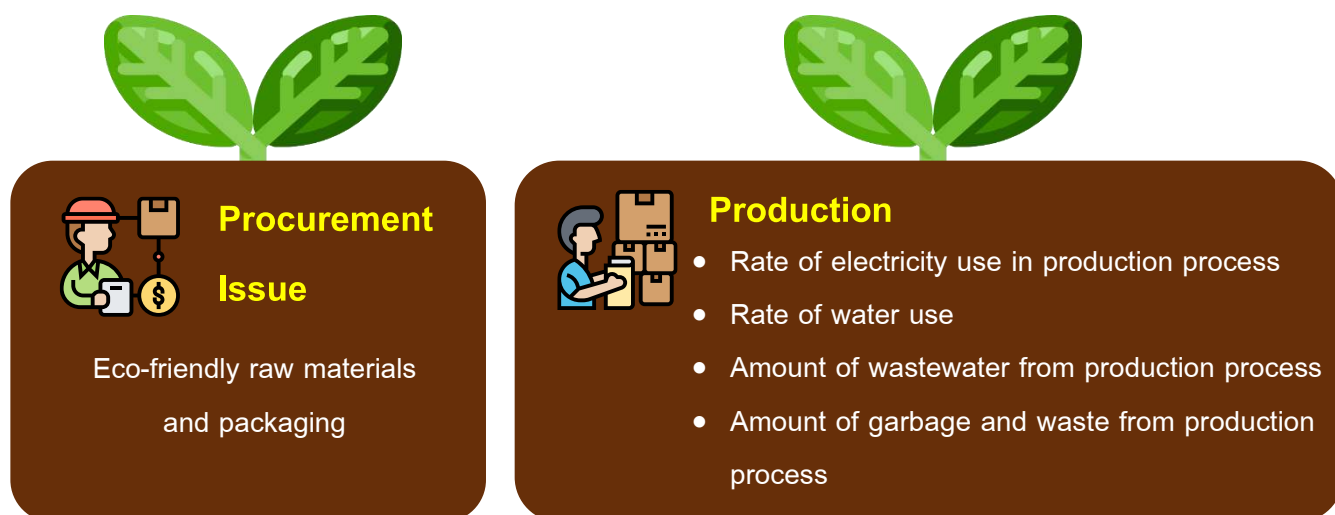 Procurement
Issue
Eco-friendly raw materials
and packaging
Production
● Rate of electricity use in production process
● Rate of water use
● Amount of wastewater from production process
● Amount of garbage and waste from production
process